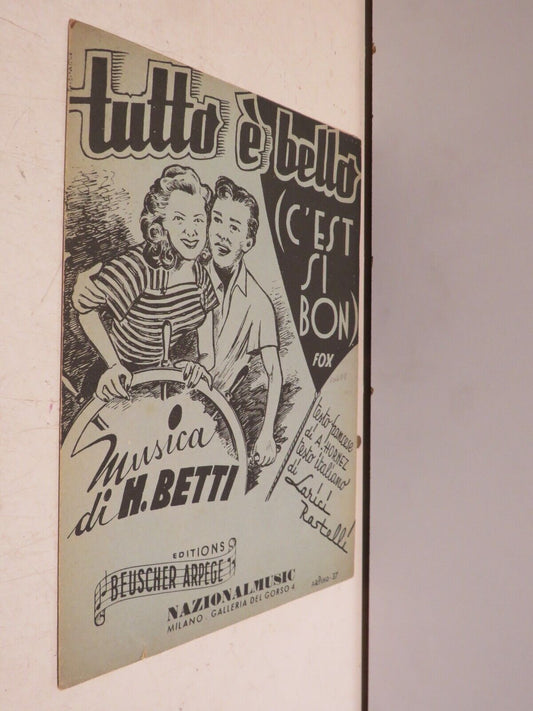 tutto è bello
(C'EST
SI
BON)
FOX
testo francese
di A. HORNEZ
testo italiano
di Larici
Rastelli
Musica
di H. BETTI
EDITIONS
BEUSCHER ARPEGE
NAZIONALMUSIC
MILANO - GALLERIA DEL CORSO 4